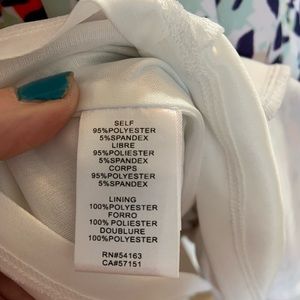 SELF
95%POLYESTER
5%SPANDEX
LIBRE
95%POLIESTER
5%SPANDEX
CORPS
95%POLYESTER
5%SPANDEX
LINING
100%POLYESTER
FORRO
100%POLIESTER
DOUBLURE
100%POLYESTER
RN#54163
CA#57151